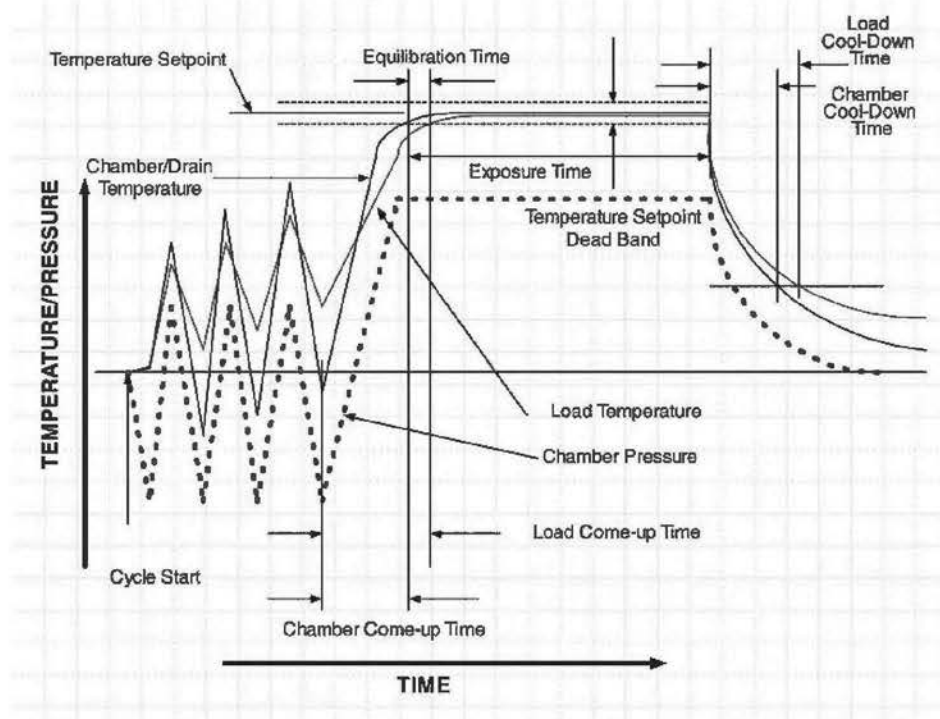 Load
Cool-Down
Time
Temperature Setpoint
Equilibration Time
Chamber
Cool-Down
Time
Chamber/Drain
Temperature
Exposure Time
Temperature Setpoint
Dead Band
TEMPERATURE/PRESSURE
Load Temperature
Chamber Pressure
Load Come-up Time
Cycle Start
Chamber Come-up Time
TIME